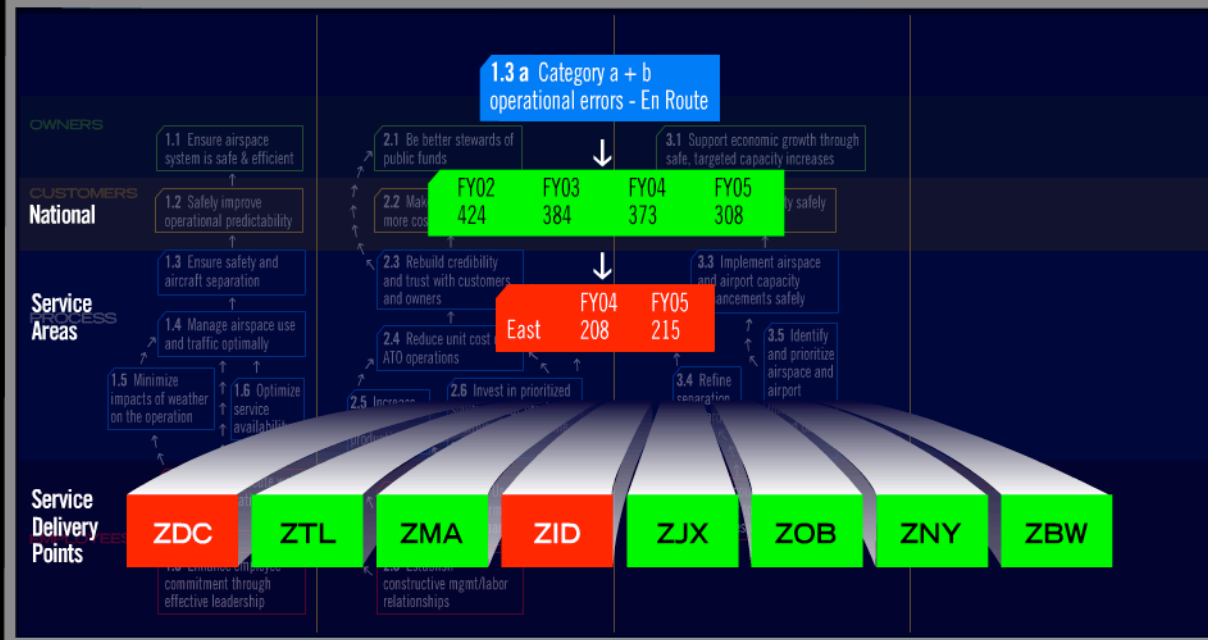 1.3 a Category a + b
operational errors - En Route
OWNERS
1.1 Ensure airspace
system is safe & efficient
2.1 Be better stewards of
public funds
3.1 Support economic growth through
safe, targeted capacity increases
CUSTOMERS
National
1.2 Safely improve
operational predictability
2.2
more
FY02 FY03 FY04 FY05
424 384 373 308
safely
1.3 Ensure safety and
aircraft separation
2.3 Rebuild credibility
and trust with customers
and owners
3.3 Implement airspace
and airport capacity
safely
Service
Areas
PROCESS
FY04 FY05
East 208 215
1.4 Manage airspace use
and traffic optimally
2.4 Reduce unit cost
ATO operations
3.5 Identify
and prioritize
airspace and
airport
1.5 Minimize
impacts of weather
on the operation
1.6 Optimize
service
availability
2.5 Increase
2.6 Invest in prioritized
3.4 Refine
separation
Service
Delivery
Points
ZDC ZTL ZMA ZID ZJX ZOB ZNY ZBW
commitment through
effective leadership
constructive mgmt/labor
relationships